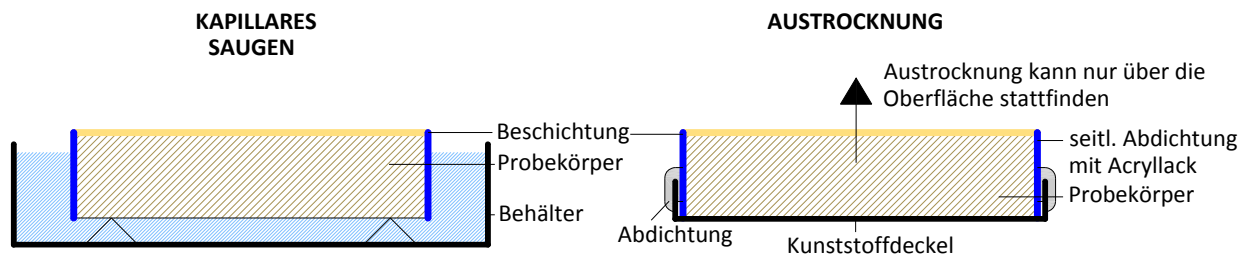 KAPILLARES
SAUGEN
AUSTROCKNUNG
Austrocknung kann nur über die
Oberfläche stattfinden
Beschichtung
Probekörper
Behälter
seitl. Abdichtung
mit Acryllack
Probekörper
Abdichtung
Kunststoffdeckel